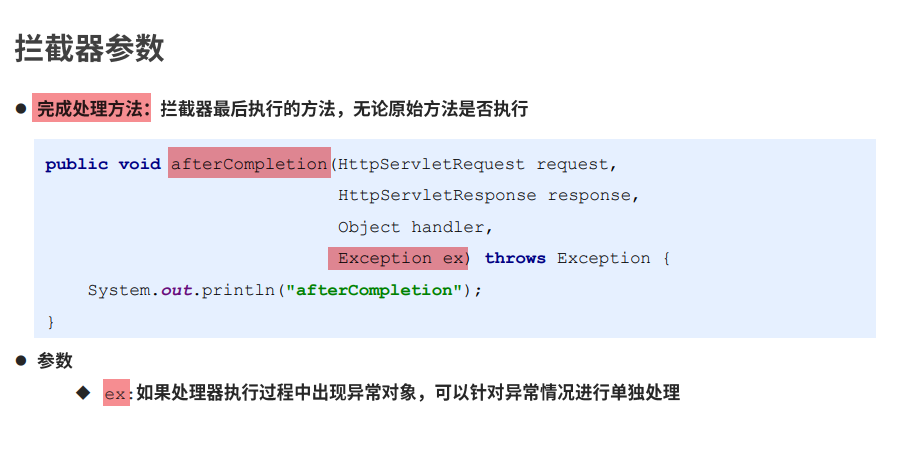 拦截器参数
● 完成处理方法：拦截器最后执行的方法，无论原始方法是否执行
public void afterCompletion(HttpServletRequest request,
HttpServletResponse response,
Object handler,
Exception ex) throws Exception {
System.out.println("afterCompletion");
}
● 参数
◆ ex:如果处理器执行过程中出现异常对象，可以针对异常情况进行单独处理